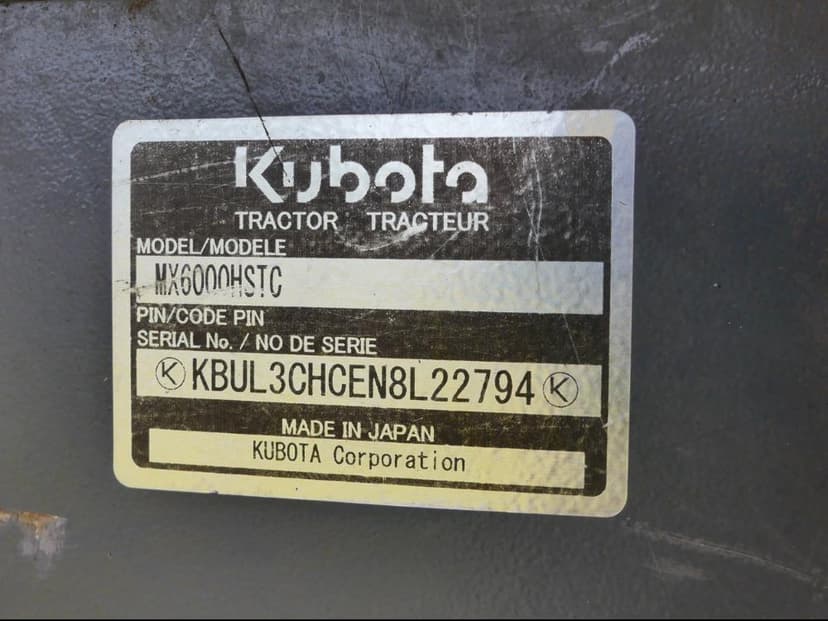 Kubota
TRACTOR TRACTEUR
MODEL/MODELE
MX6000HSTC
PIN/CODE PIN
SERIAL No. / NO DE SERIE
K KBUL3CHCEN8L22794 K
MADE IN JAPAN
KUBOTA Corporation